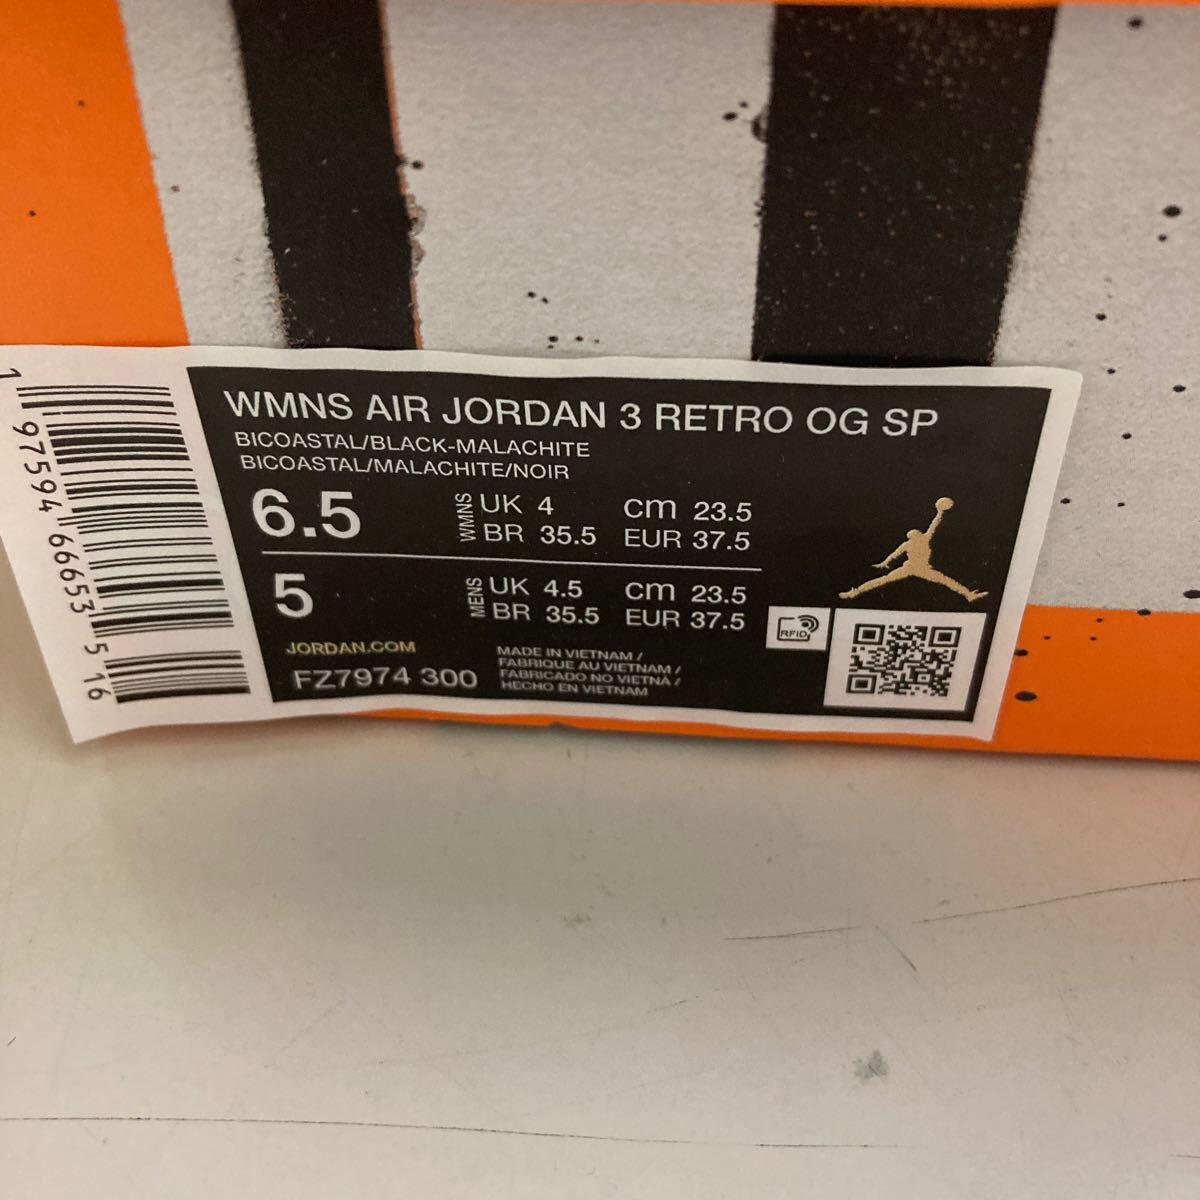 WMNS AIR JORDAN 3 RETRO OG SP
BICOASTAL/BLACK-MALACHITE
BICOASTAL/MALACHITE/NOIR
6.5 WMNS UK 4 cm 23.5
BR 35.5 EUR 37.5
5 MENS UK 4.5 cm 23.5
BR 35.5 EUR 37.5
JORDAN.COM
FZ7974 300
MADE IN VIETNAM /
FABRIQUE AU VIETNAM /
FABRICADO NO VIETNÁ /
HECHO EN VIETNAM
RFID
1 97594 66653 5 16